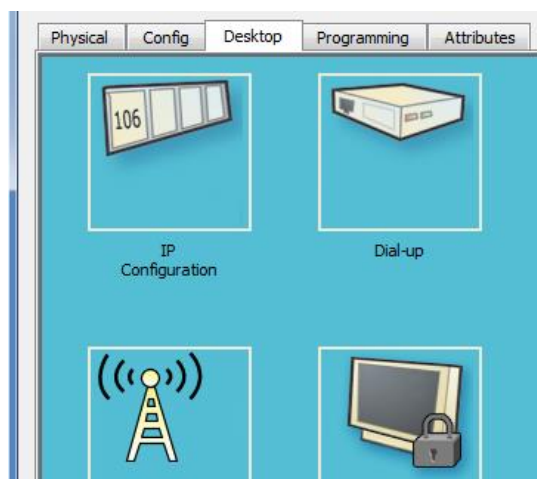 Physical Config Desktop Programming Attributes
106
IP
Configuration
Dial-up